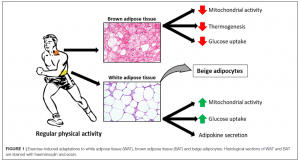 Brown adipose tissue
Mitochondrial activity
Thermogenesis
Glucose uptake
White adipose tissue
Beige adipocytes
Mitochondrial activity
Glucose uptake
Adipokine secretion
Regular physical activity
FIGURE 1 | Exercise-induced adaptations to white adipose tissue (WAT), brown adipose tissue (BAT) and beige adipocytes. Histological sections of WAT and BAT
are stained with haematoxylin and eosin.